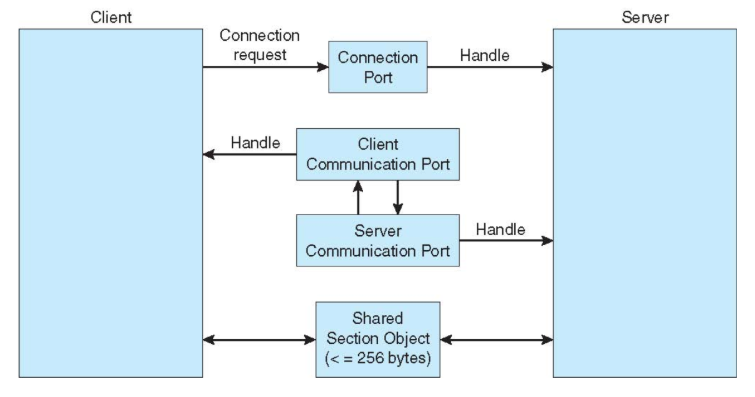 Client
Server
Connection
request
Connection
Port
Handle
Handle
Client
Communication Port
Server
Communication Port
Handle
Shared
Section Object
(< = 256 bytes)